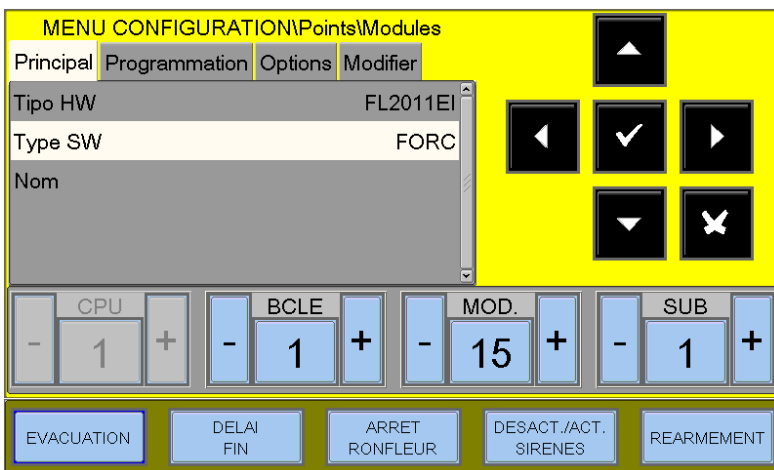 MENU CONFIGURATION\Points\Modules
Principal Programmation Options Modifier
Tipo HW FL2011EI
Type SW FORC
Nom
CPU BCLE MOD. SUB
- 1 + - 1 + - 15 + - 1 +
EVACUATION DELAI FIN ARRET RONFLEUR DESACT./ACT. SIRENES REARMEMENT